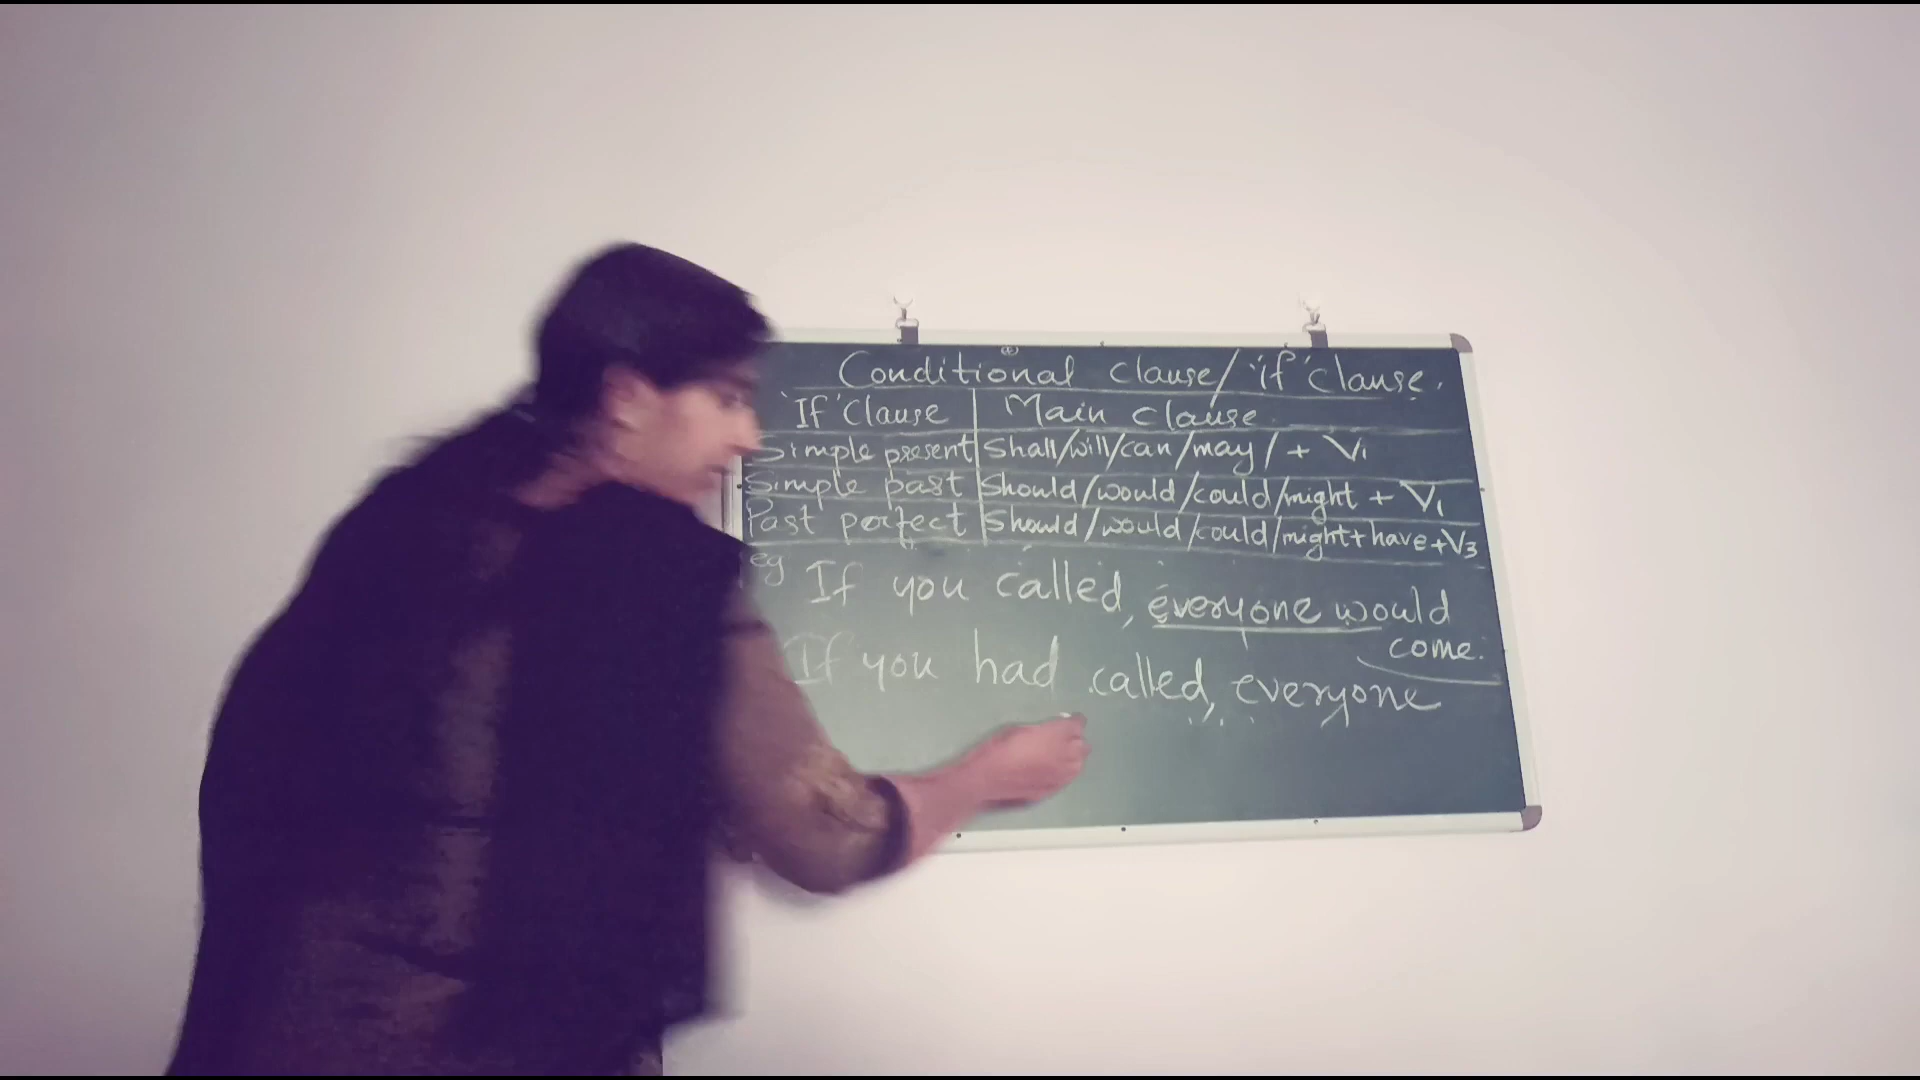 Conditional clause/'if' clause.
'If' Clause Main clause.
Simple present Shall/will/can/may/ + V1
Simple past Should/would/could/might + V1
Past perfect Should/would/could/might+have+V3
eg If you called, everyone would
come.
If you had called, everyone